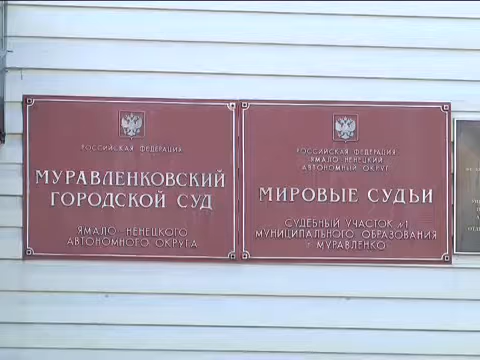 РОССИЙСКАЯ ФЕДЕРАЦИЯ
МУРАВЛЕНКОВСКИЙ
ГОРОДСКОЙ СУД
ЯМАЛО-НЕНЕЦКОГО
АВТОНОМНОГО ОКРУГА
РОССИЙСКАЯ ФЕДЕРАЦИЯ
ЯМАЛО-НЕНЕЦКИЙ
АВТОНОМНЫЙ ОКРУГ
МИРОВЫЕ СУДЬИ
СУДЕБНЫЙ УЧАСТОК №1
МУНИЦИПАЛЬНОГО ОБРАЗОВАНИЯ
г. МУРАВЛЕНКО